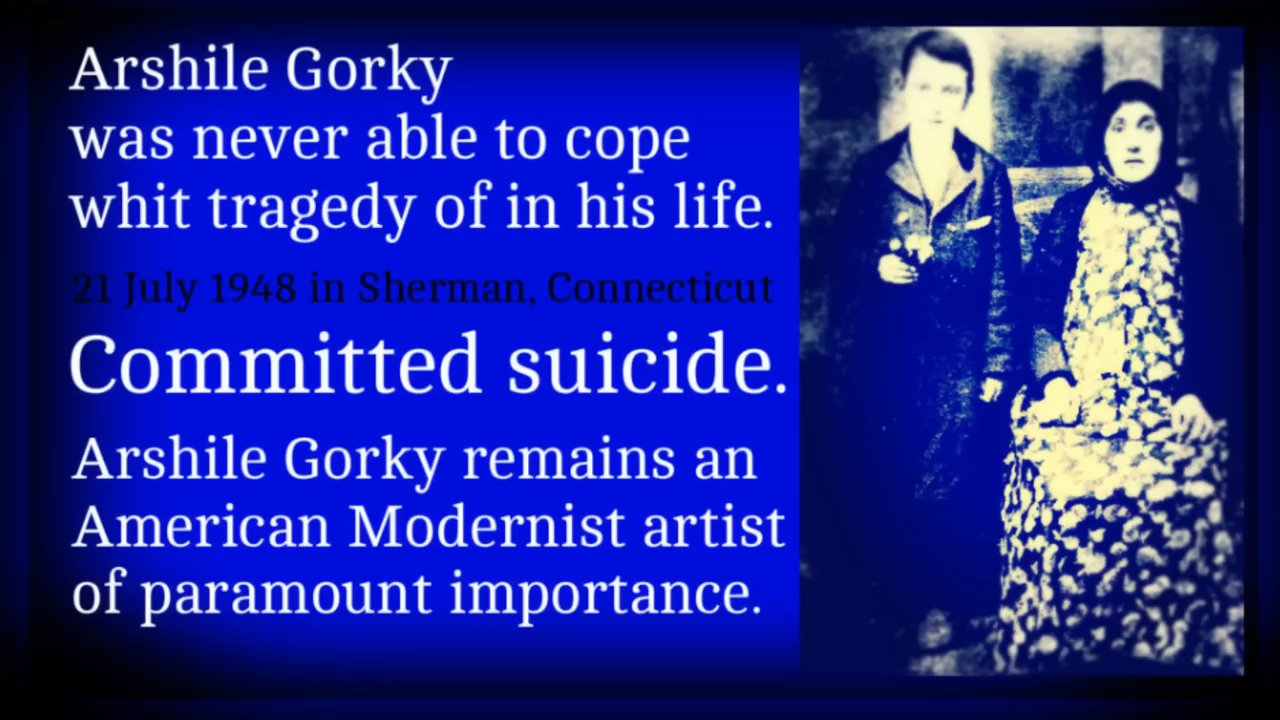 Arshile Gorky
was never able to cope
whit tragedy of in his life.
21 July 1948 in Sherman, Connecticut
Committed suicide.
Arshile Gorky remains an
American Modernist artist
of paramount importance.